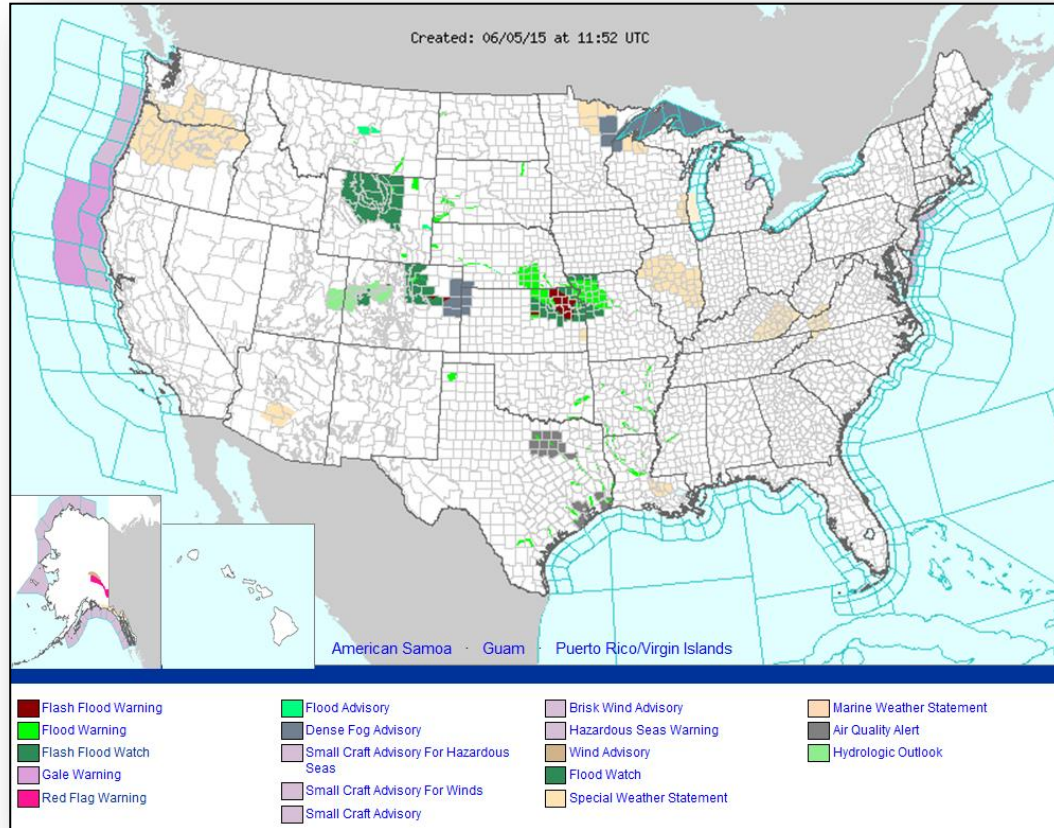 Created: 06/05/15 at 11:52 UTC
American Samoa · Guam · Puerto Rico/Virgin Islands
Flash Flood Warning
Flood Warning
Flash Flood Watch
Gale Warning
Red Flag Warning
Flood Advisory
Dense Fog Advisory
Small Craft Advisory For Hazardous
Seas
Small Craft Advisory For Winds
Small Craft Advisory
Brisk Wind Advisory
Hazardous Seas Warning
Wind Advisory
Flood Watch
Special Weather Statement
Marine Weather Statement
Air Quality Alert
Hydrologic Outlook